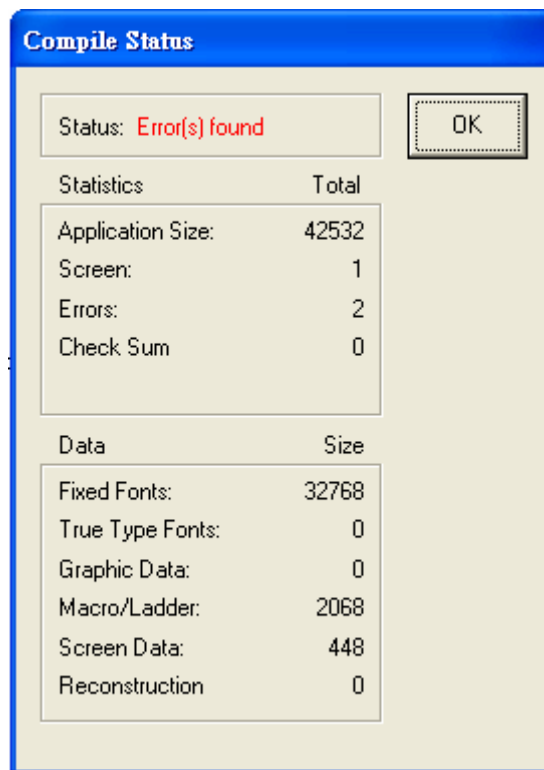 Compile Status
Status: Error(s) found
OK
Statistics Total
Application Size: 42532
Screen: 1
Errors: 2
Check Sum 0
Data Size
Fixed Fonts: 32768
True Type Fonts: 0
Graphic Data: 0
Macro/Ladder: 2068
Screen Data: 448
Reconstruction 0